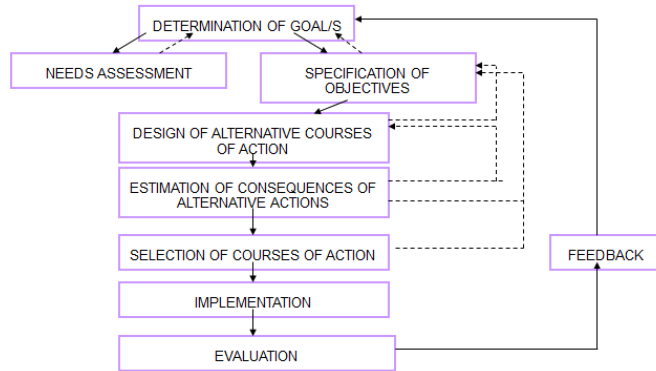 DETERMINATION OF GOAL/S
NEEDS ASSESSMENT
SPECIFICATION OF
OBJECTIVES
DESIGN OF ALTERNATIVE COURSES
OF ACTION
ESTIMATION OF CONSEQUENCES OF
ALTERNATIVE ACTIONS
SELECTION OF COURSES OF ACTION
FEEDBACK
IMPLEMENTATION
EVALUATION